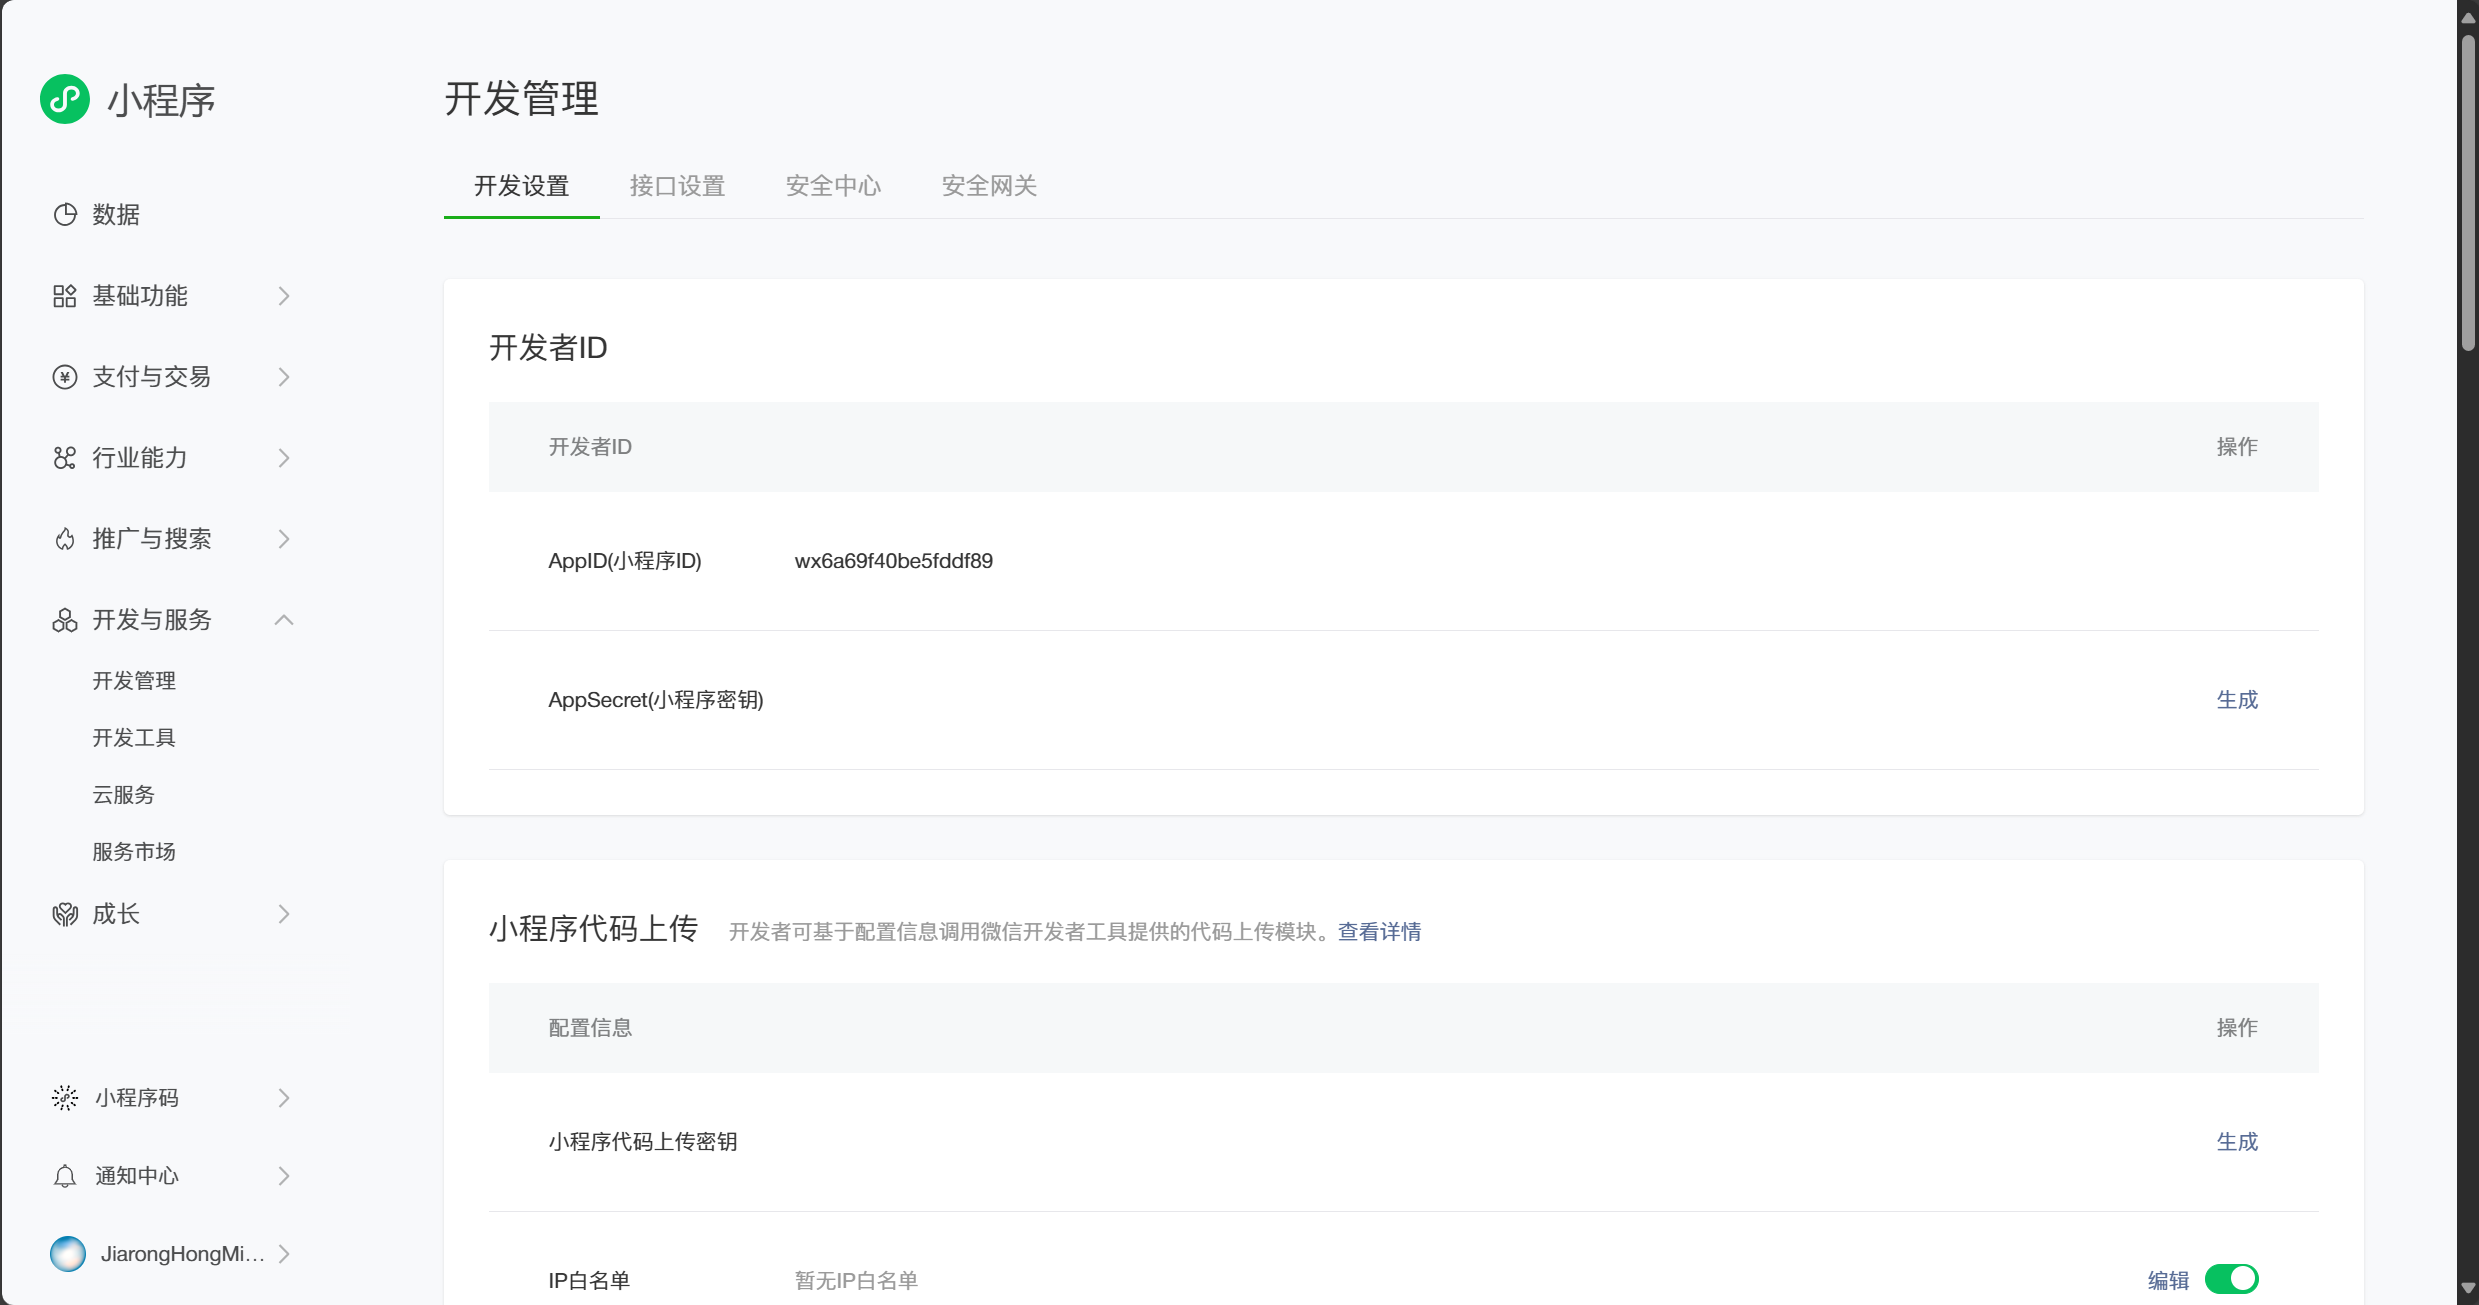 小程序
数据
基础功能
支付与交易
行业能力
推广与搜索
开发与服务
开发管理
开发工具
云服务
服务市场
成长
小程序码
通知中心
JiarongHongMi...
开发管理
开发设置 接口设置 安全中心 安全网关
开发者ID
开发者ID 操作
AppID(小程序ID) wx6a69f40be5fddf89
AppSecret(小程序密钥) 生成
小程序代码上传 开发者可基于配置信息调用微信开发者工具提供的代码上传模块。查看详情
配置信息 操作
小程序代码上传密钥 生成
IP白名单 暂无IP白名单 编辑